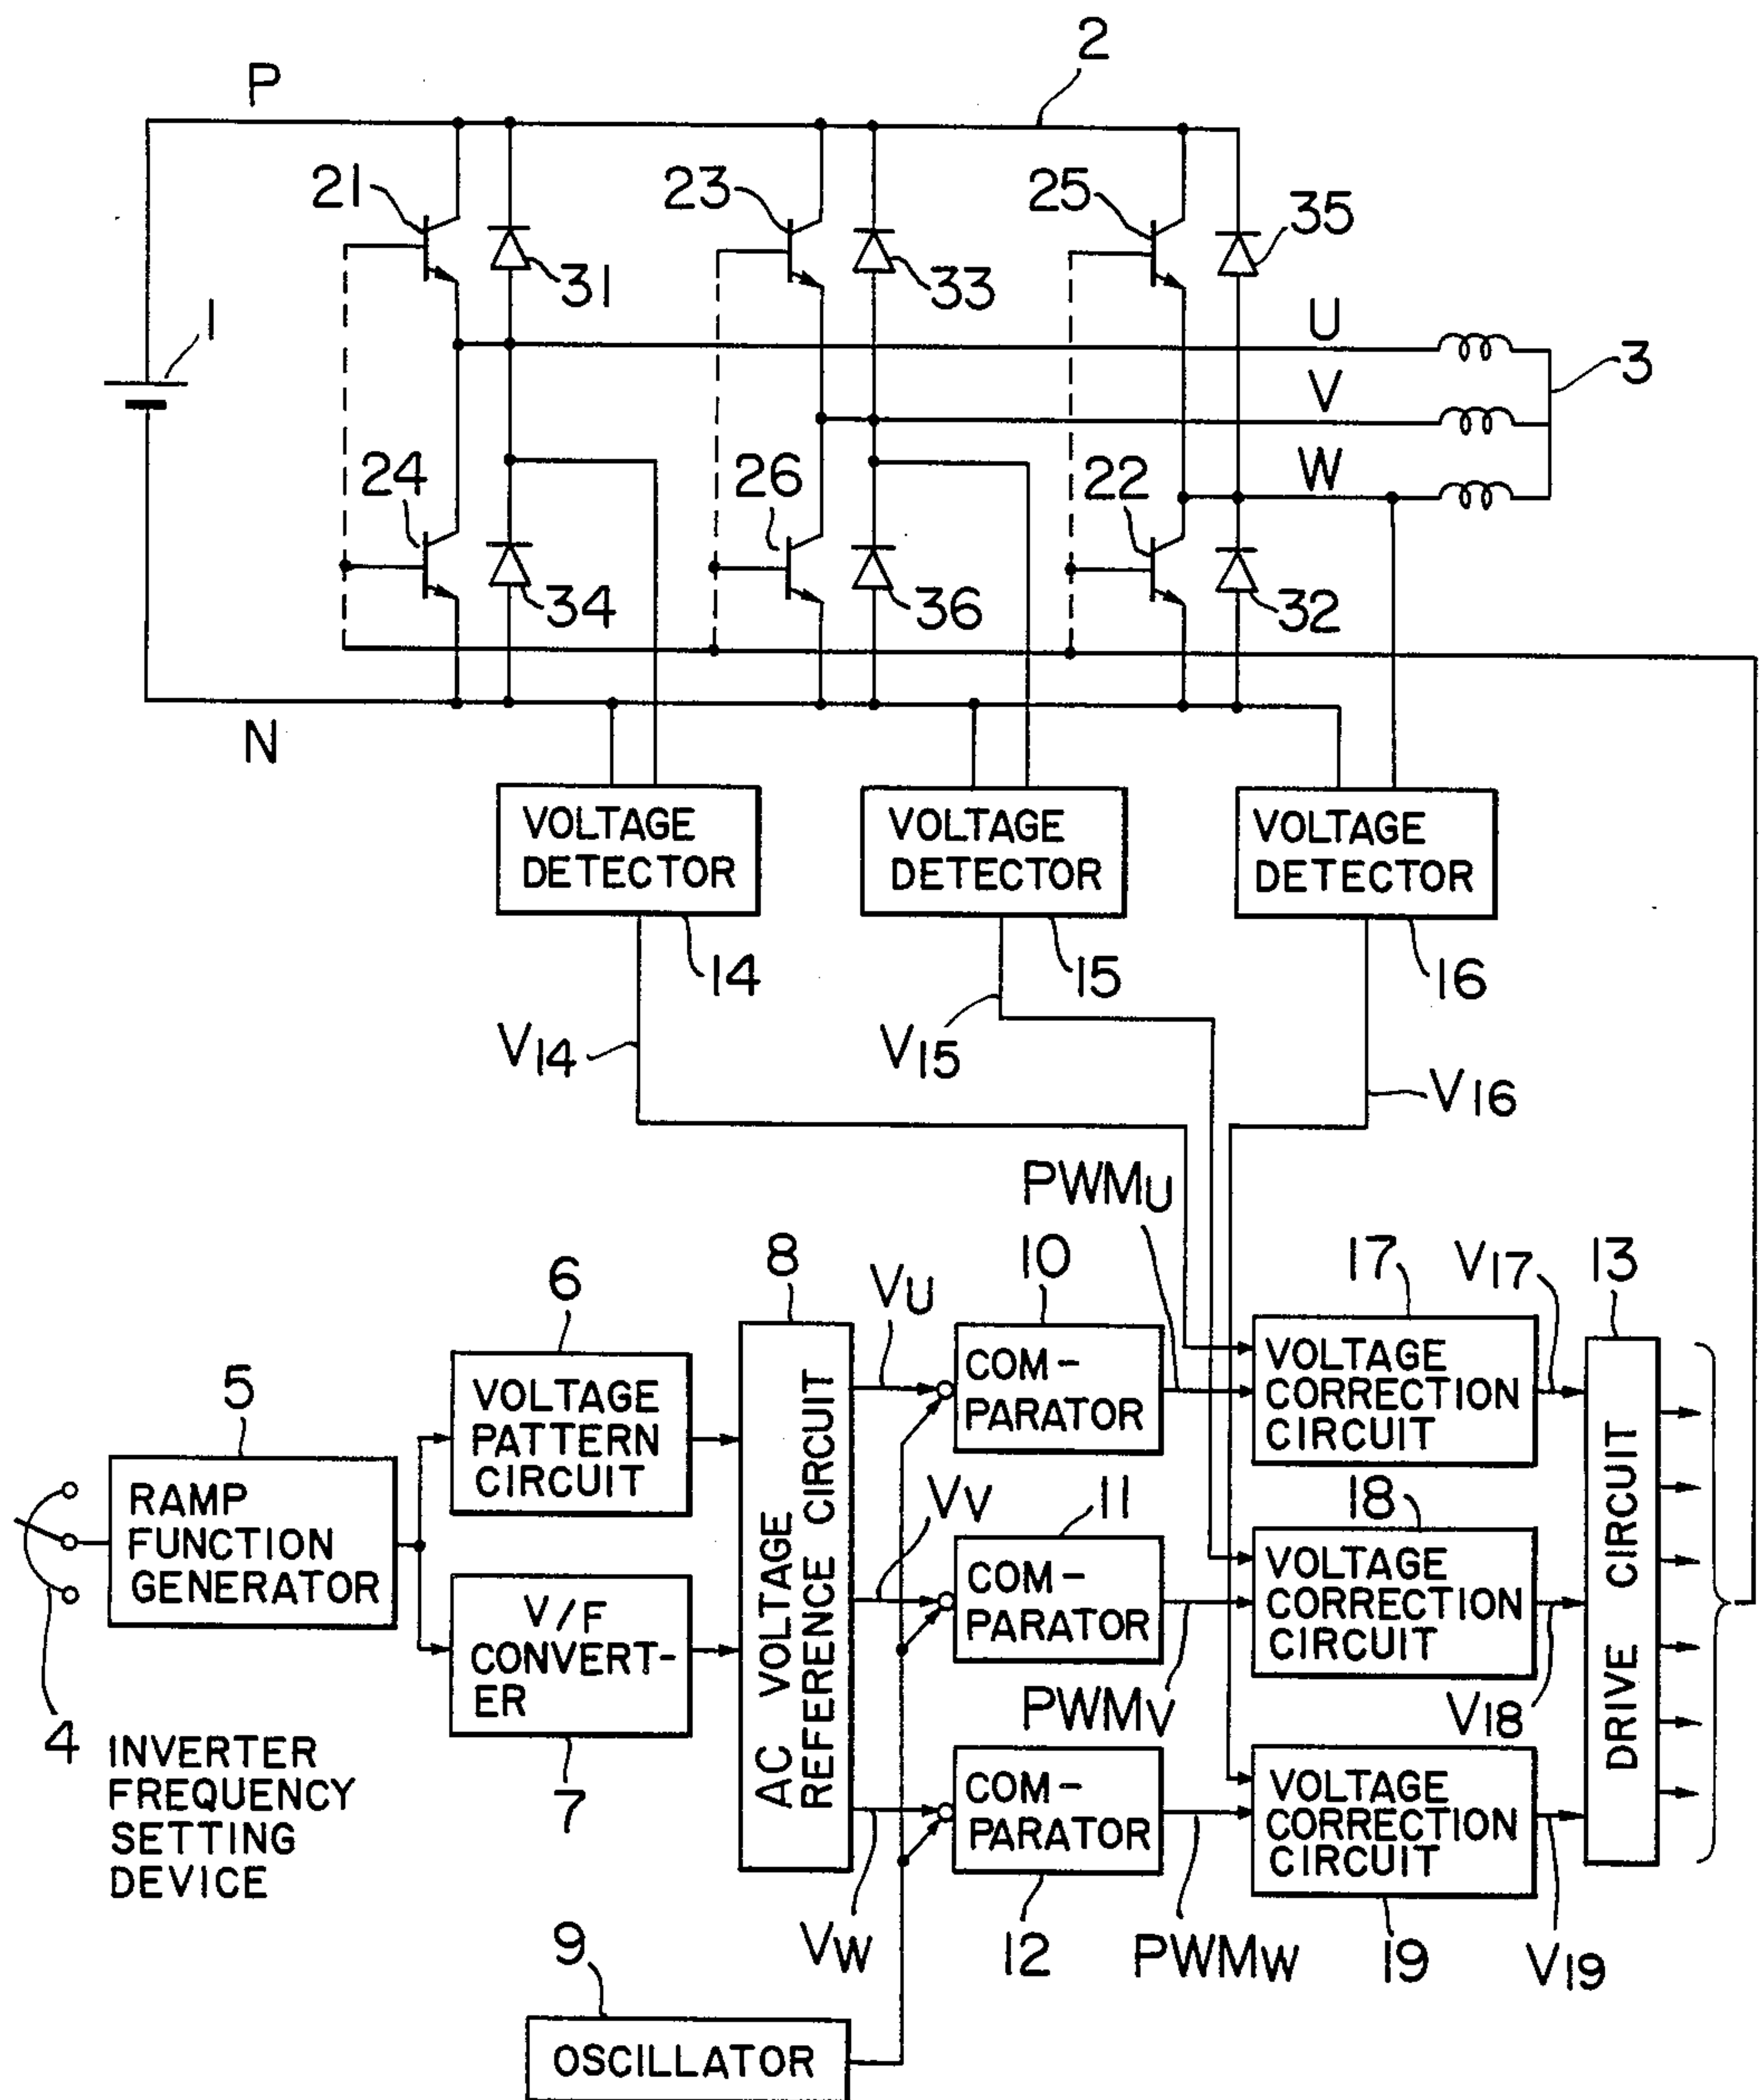 2
P
21
23
25
35
31
33
1
U
3
V
24
26
22
W
34
36
32
N
VOLTAGE
DETECTOR
VOLTAGE
DETECTOR
VOLTAGE
DETECTOR
14
15
16
V14
V15
V16
PWMU
6
8
VU
10
17
V17
13
5
VOLTAGE
PATTERN
CIRCUIT
AC VOLTAGE
REFERENCE CIRCUIT
COM-
PARATOR
VOLTAGE
CORRECTION
CIRCUIT
DRIVE CIRCUIT
RAMP
FUNCTION
GENERATOR
VV
11
18
V/F
CONVERT-
ER
COM-
PARATOR
VOLTAGE
CORRECTION
CIRCUIT
PWMV
V18
4
INVERTER
FREQUENCY
SETTING
DEVICE
7
COM-
PARATOR
VOLTAGE
CORRECTION
CIRCUIT
9
VW
12
PWMW
19
V19
OSCILLATOR